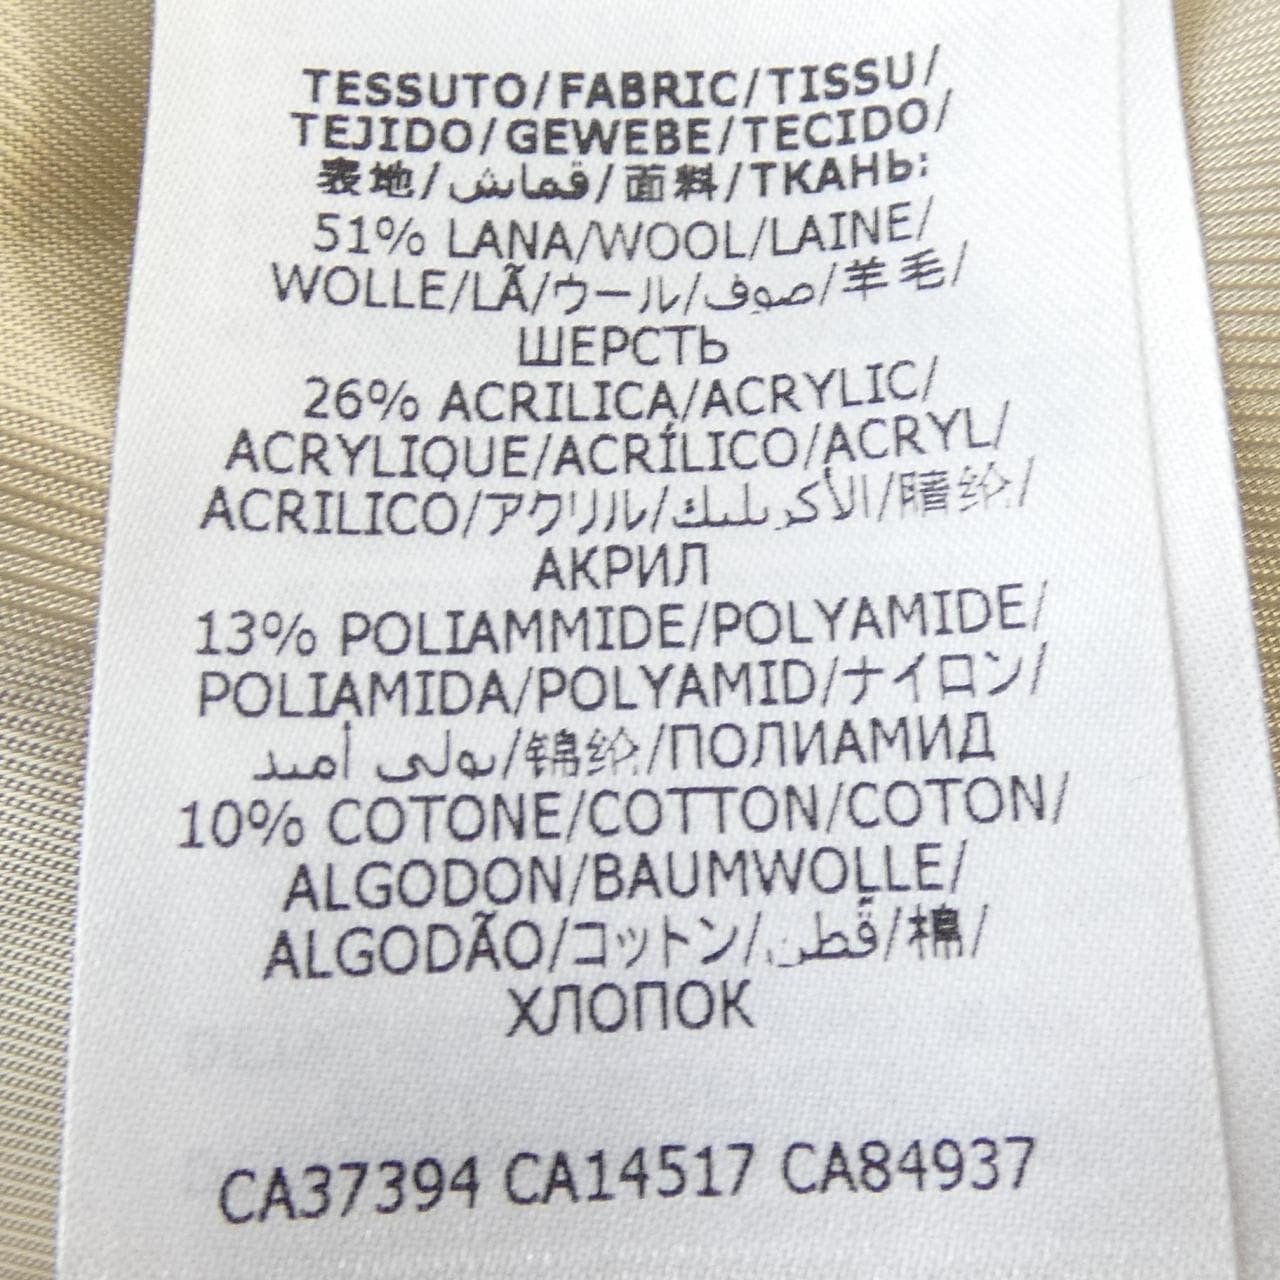 TESSUTO/FABRIC/TISSU/
TEJIDO/GEWEBE/TECIDO/
表地/قماش/面料/ТКАНЬ:
51% LANA/WOOL/LAINE/
WOLLE/LÃ/ウール/صوف/羊毛/
ШЕРСТЬ
26% ACRILICA/ACRYLIC/
ACRYLIQUE/ACRÍLICO/ACRYL/
ACRILICO/アクリル/الأكريليك/腈纶/
АКРИЛ
13% POLIAMMIDE/POLYAMIDE/
POLIAMIDA/POLYAMID/ナイロン/
بولي أميد/锦纶/ПОЛИАМИД
10% COTONE/COTTON/COTON/
ALGODON/BAUMWOLLE/
ALGODÃO/コットン/قطن/棉/
ХЛОПОК
CA37394 CA14517 CA84937